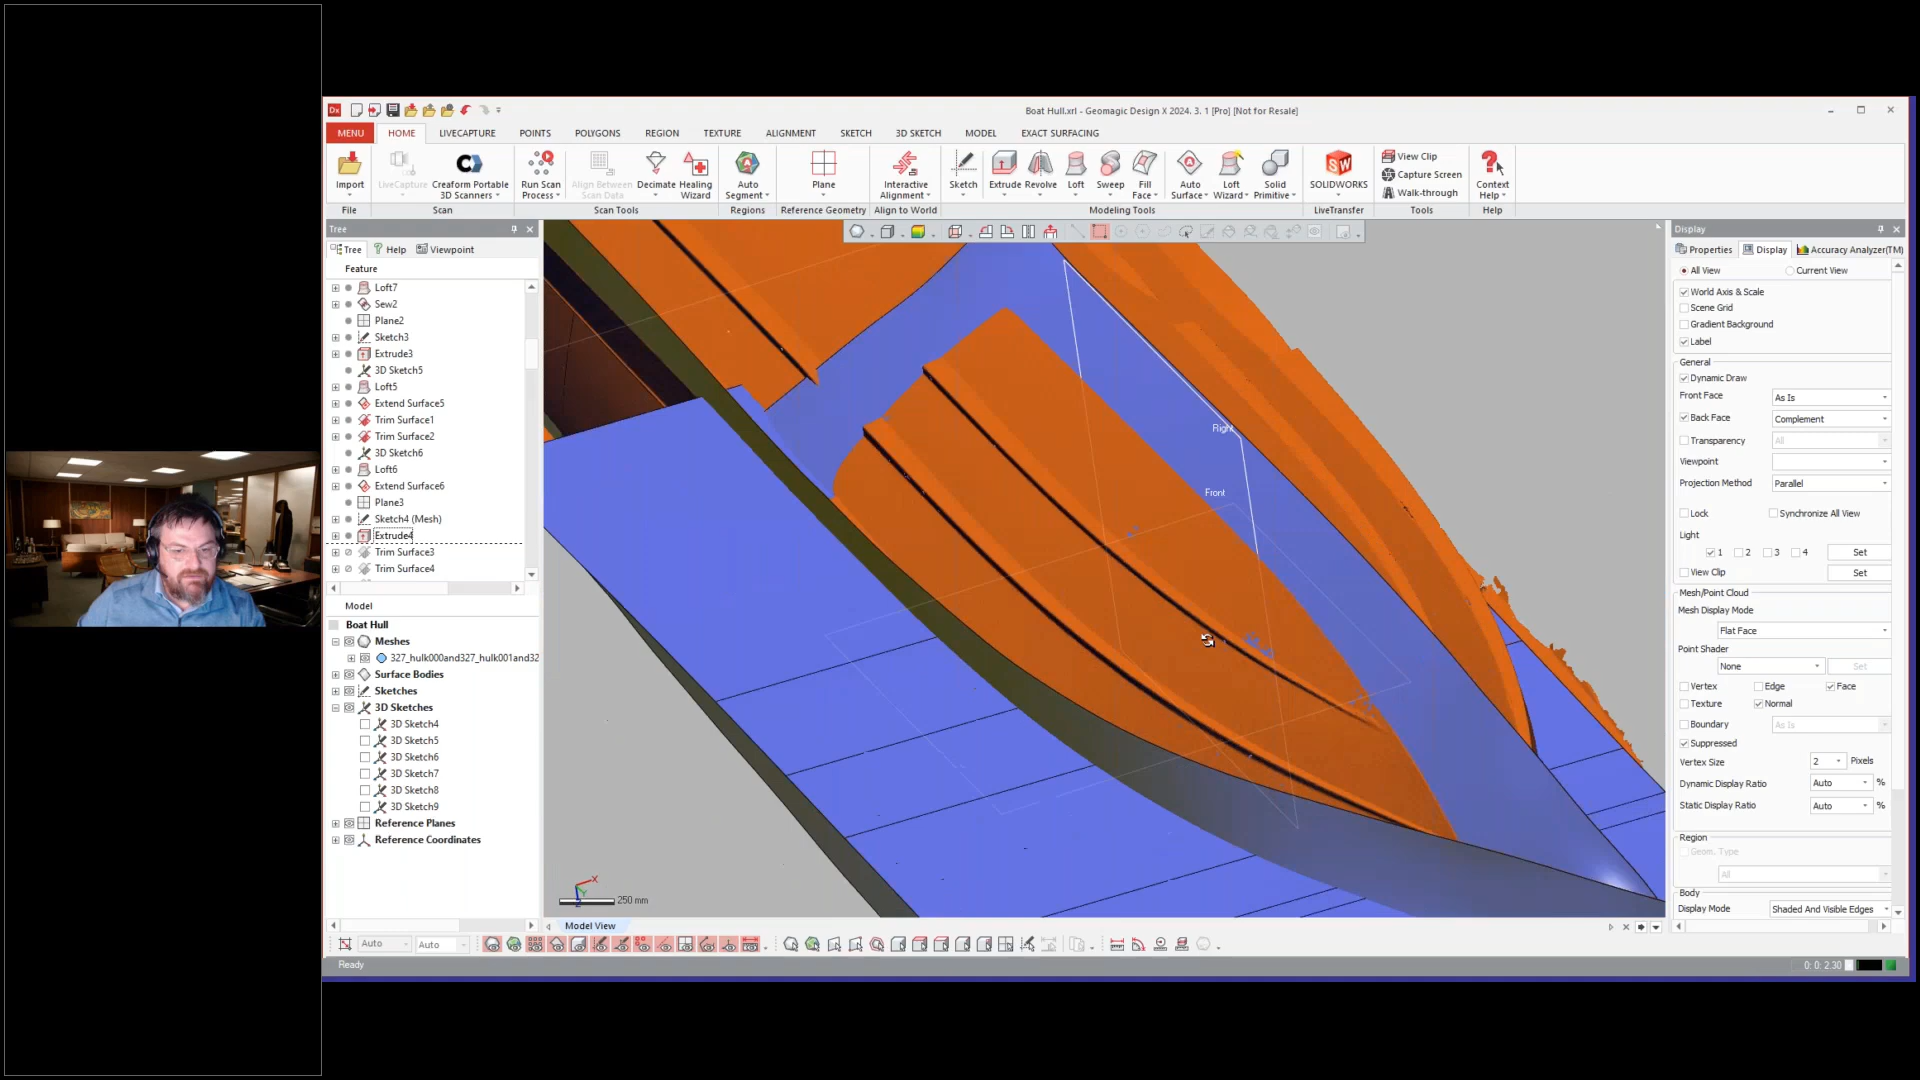 Dx
Boat Hull.xrl - Geomagic Design X 2024. 3. 1 [Pro] [Not for Resale]
MENU HOME LIVECAPTURE POINTS POLYGONS REGION TEXTURE ALIGNMENT SKETCH 3D SKETCH MODEL EXACT SURFACING
Import LiveCapture Creaform Portable 3D Scanners Run Scan Process Align Between Scan Data Decimate Healing Wizard Auto Segment Plane Interactive Alignment Sketch Extrude Revolve Loft Sweep Fill Face Auto Surface Loft Wizard Solid Primitive SOLIDWORKS Context Help
View Clip
Capture Screen
Walk-through
File Scan Scan Tools Regions Reference Geometry Align to World Modeling Tools LiveTransfer Tools Help
Tree
Tree Help Viewpoint
Feature
Loft7
Sew2
Plane2
Sketch3
Extrude3
3D Sketch5
Loft5
Extend Surface5
Trim Surface1
Trim Surface2
3D Sketch6
Loft6
Extend Surface6
Plane3
Sketch4 (Mesh)
Extrude4
Trim Surface3
Trim Surface4
Model
Boat Hull
Meshes
327_hulk000and327_hulk001and32
Surface Bodies
Sketches
3D Sketches
3D Sketch4
3D Sketch5
3D Sketch6
3D Sketch7
3D Sketch8
3D Sketch9
Reference Planes
Reference Coordinates
Right
Front
X
250 mm
Model View
Auto Auto
Ready
0: 0: 2.30
Display
Properties Display Accuracy Analyzer(TM)
All View Current View
World Axis & Scale
Scene Grid
Gradient Background
Label
General
Dynamic Draw
Front Face As Is
Back Face Complement
Transparency All
Viewpoint
Projection Method Parallel
Lock Synchronize All View
Light
1 2 3 4 Set
View Clip Set
Mesh/Point Cloud
Mesh Display Mode
Flat Face
Point Shader
None Set
Vertex Edge Face
Texture Normal
Boundary As Is
Suppressed
Vertex Size 2 Pixels
Dynamic Display Ratio Auto %
Static Display Ratio Auto %
Region
Geom. Type
All
Body
Display Mode Shaded And Visible Edges